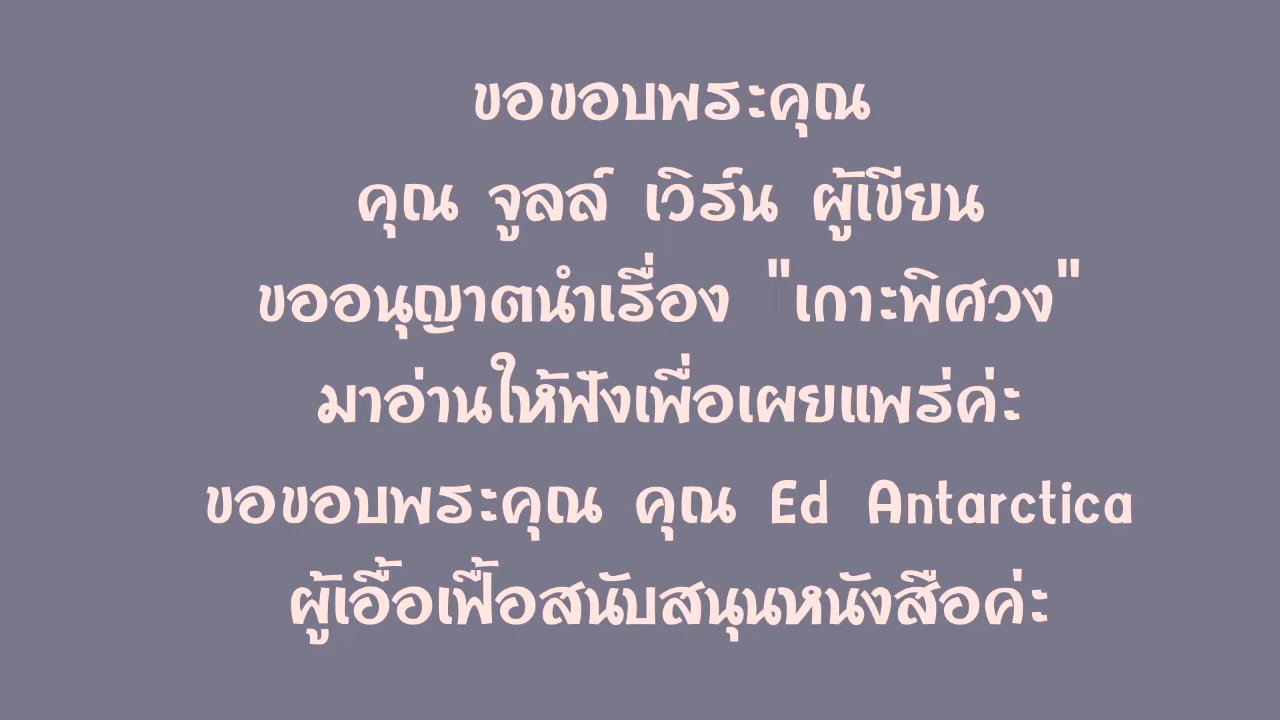 ขอขอบพระคุณ
คุณ จูลล์ เวิร์น ผู้เขียน
ขออนุญาตนำเรื่อง "เกาะพิศวง"
มาอ่านให้ฟังเพื่อเผยแพร่ค่ะ
ขอขอบพระคุณ คุณ Ed Antarctica
ผู้เอื้อเฟื้อสนับสนุนหนังสือค่ะ